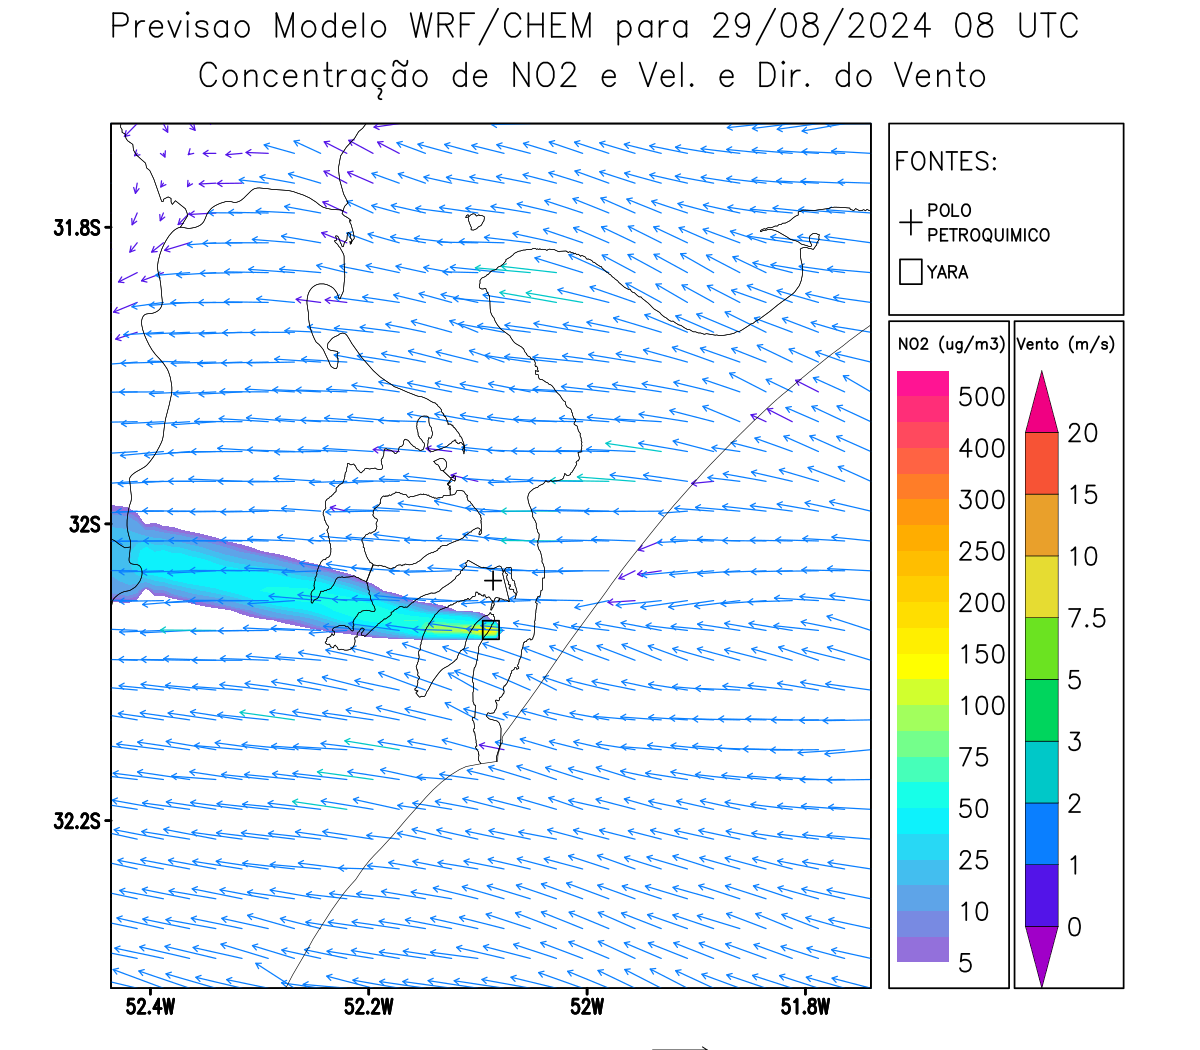 Previsao Modelo WRF/CHEM para 29/08/2024 08 UTC
Concentração de NO2 e Vel. e Dir. do Vento
FONTES:
POLO
PETROQUIMICO
YARA
NO2 (ug/m3)
500
400
300
250
200
150
100
75
50
25
10
5
Vento (m/s)
20
15
10
7.5
5
3
2
1
0
31.8S
32S
32.2S
52.4W
52.2W
52W
51.8W